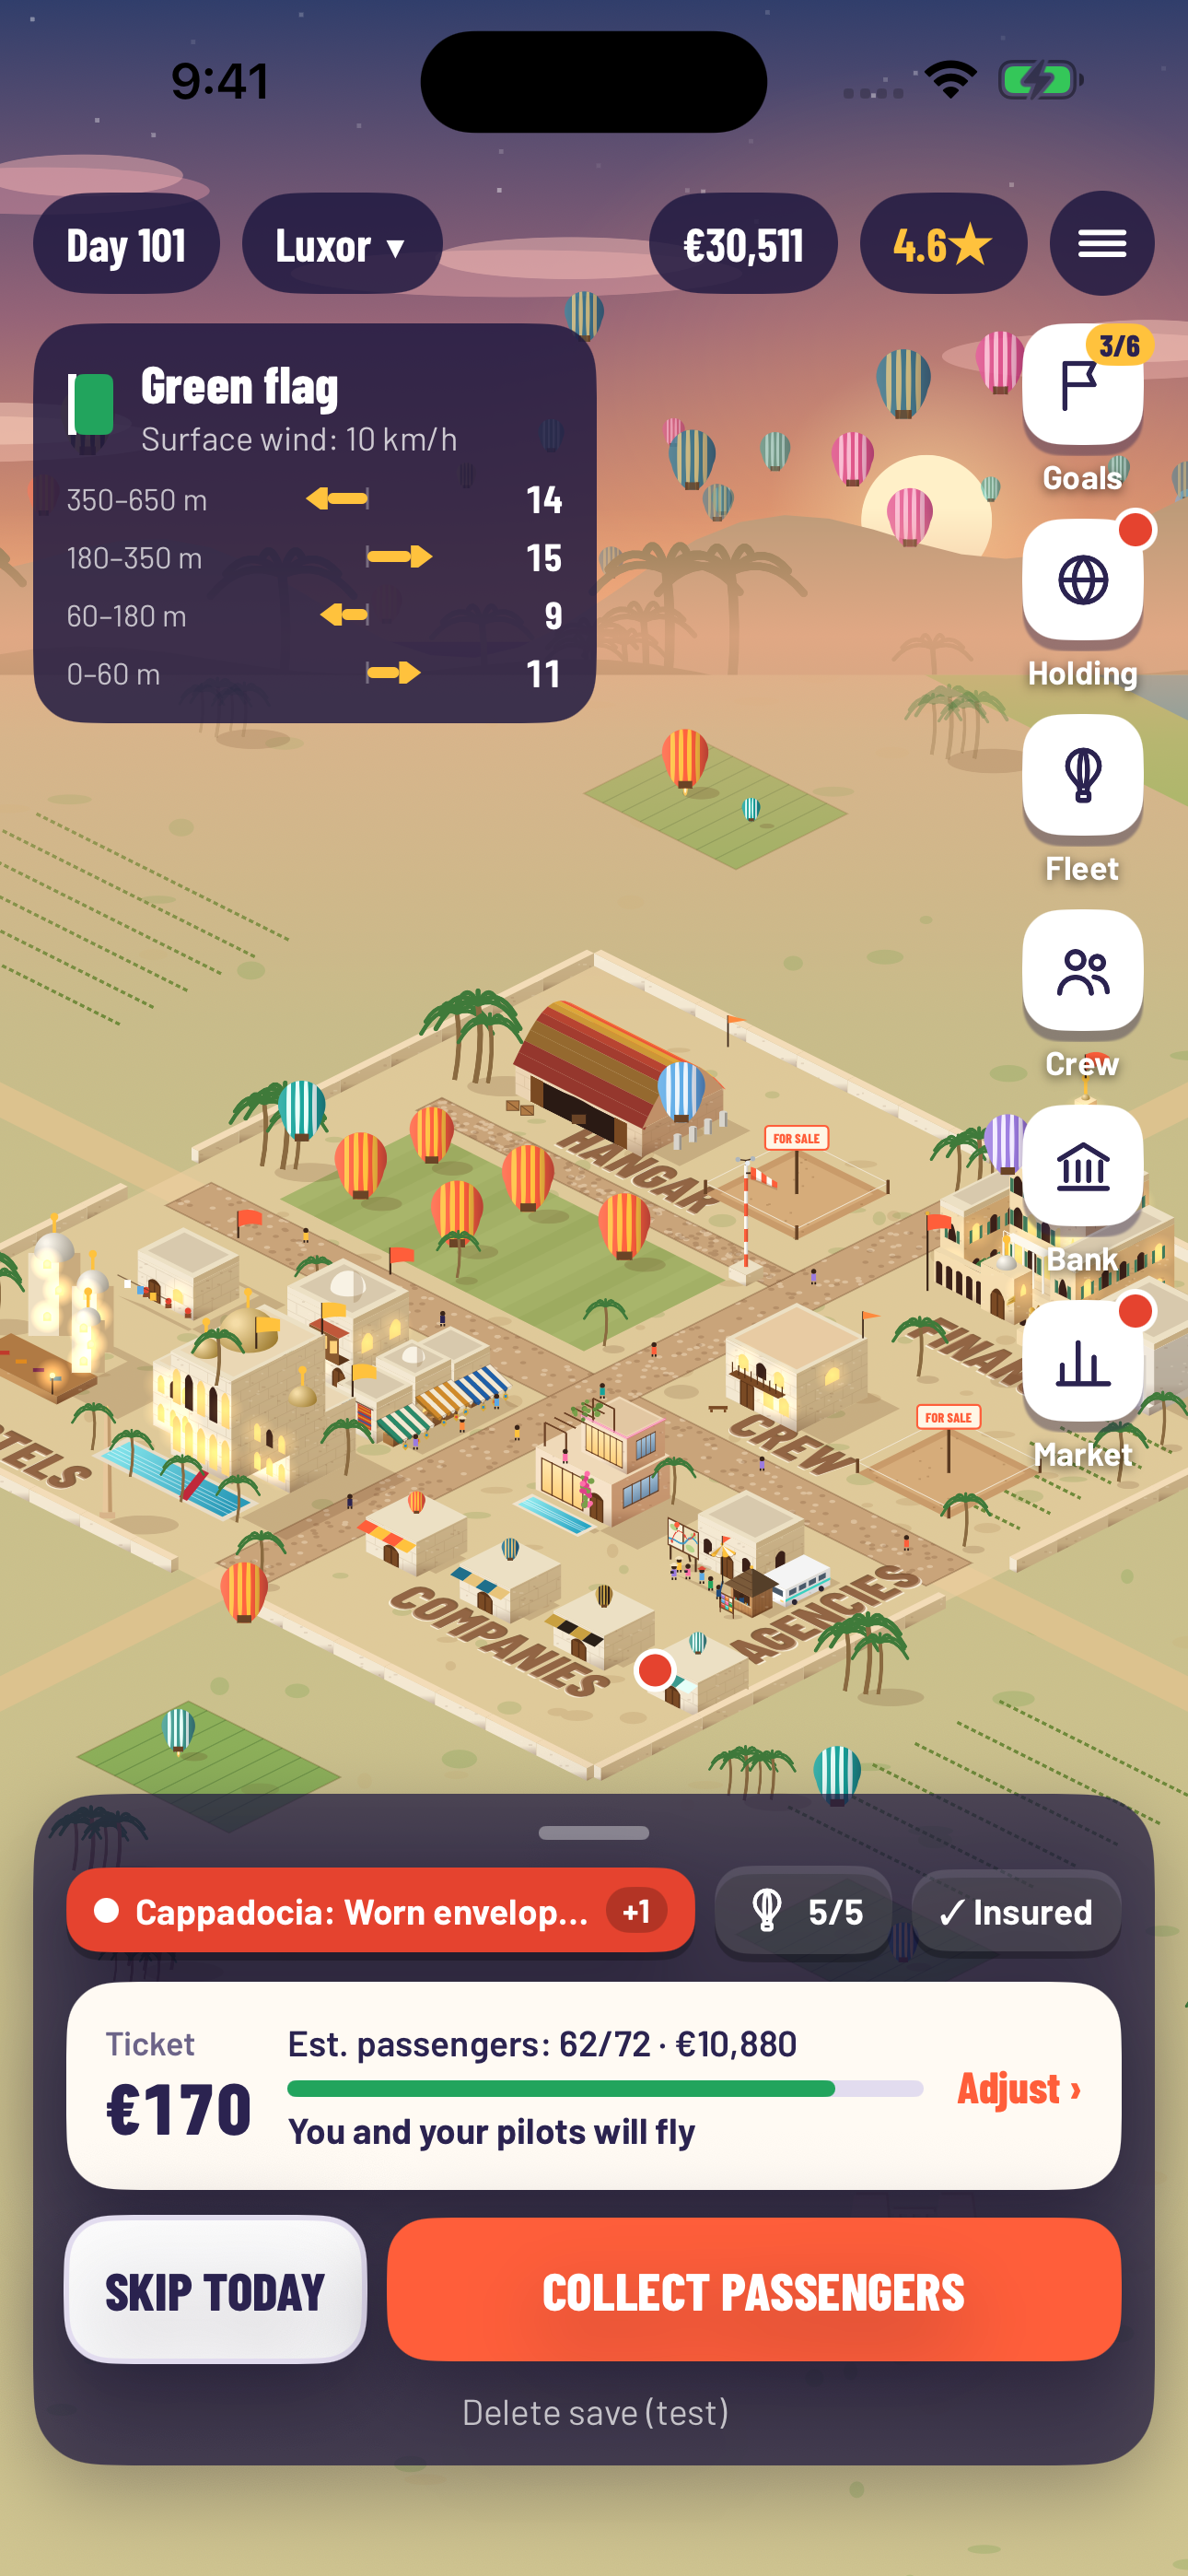 9:41
Day 101
Luxor ▾
€30,511
4.6★
Green flag
Surface wind: 10 km/h
350–650 m 14
180–350 m 15
60–180 m 9
0–60 m 11
3/6
Goals
Holding
Fleet
Crew
Bank
Market
HANGAR
FOR SALE
FOR SALE
CREW
COMPANIES
AGENCIES
Cappadocia: Worn envelop... +1
5/5
✓ Insured
Ticket
€170
Est. passengers: 62/72 · €10,880
You and your pilots will fly
Adjust ›
SKIP TODAY
COLLECT PASSENGERS
Delete save (test)